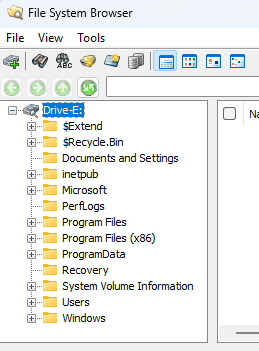 File System Browser
File View Tools
ABC
Drive-E:
$Extend
$Recycle.Bin
Documents and Settings
inetpub
Microsoft
PerfLogs
Program Files
Program Files (x86)
ProgramData
Recovery
System Volume Information
Users
Windows
Na